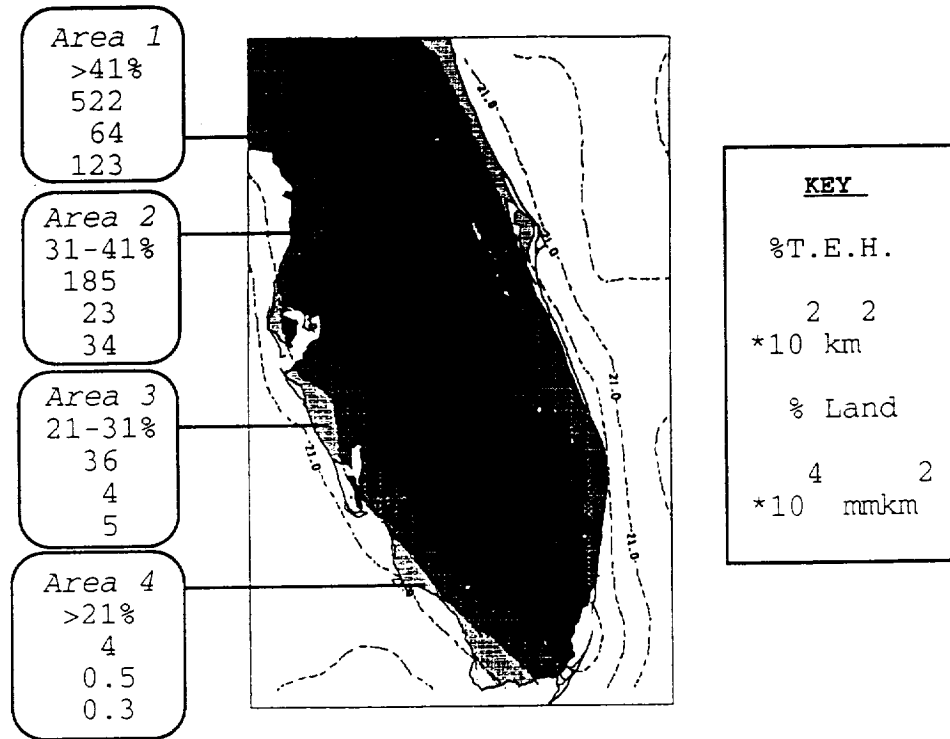 Area 1
>41%
522
64
123
Area 2
31-41%
185
23
34
Area 3
21-31%
36
4
5
Area 4
>21%
4
0.5
0.3
21.0
21.0
21.0
21.0
21.0
KEY
%T.E.H.
2 2
*10 km
% Land
4 2
*10 mmkm